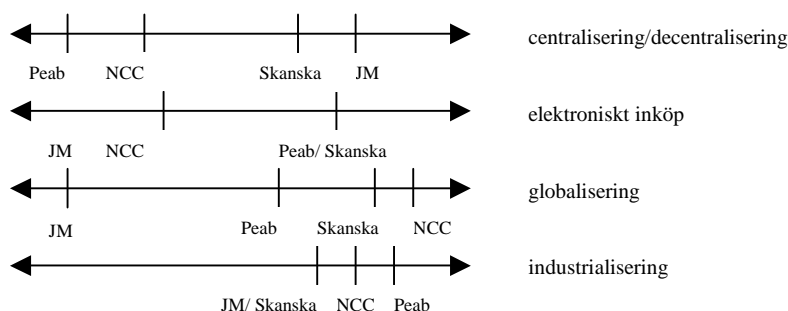 centralisering/decentralisering
Peab NCC Skanska JM
elektroniskt inköp
JM NCC Peab/ Skanska
globalisering
JM Peab Skanska NCC
industrialisering
JM/ Skanska NCC Peab